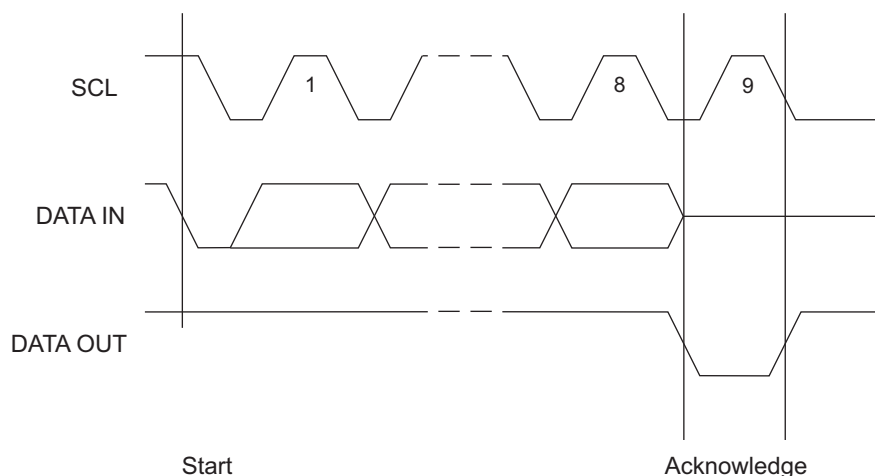 SCL
1
8
9
DATA IN
DATA OUT
Start
Acknowledge